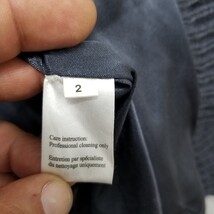 2
Care instruction:
Professional cleaning only
Entretien par spécialiste
du nettoyage uniquement